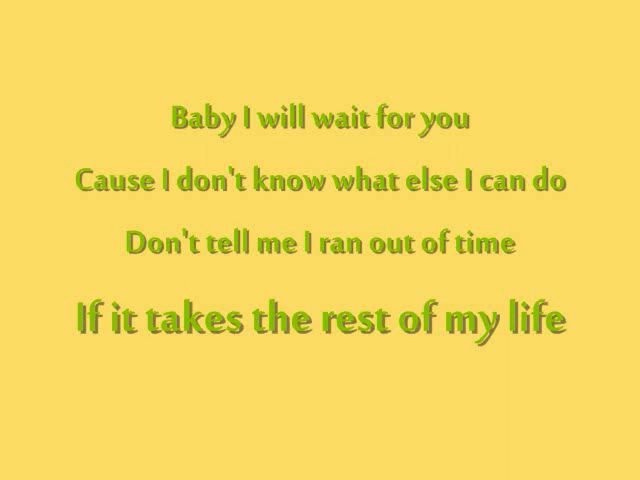 Baby I will wait for you
Cause I don't know what else I can do
Don't tell me I ran out of time
If it takes the rest of my life